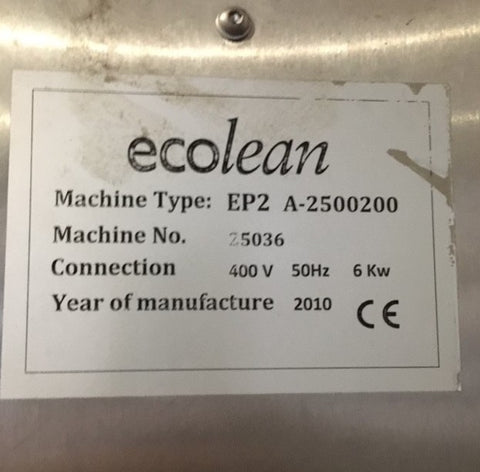 ecolean
Machine Type: EP2 A-2500200
Machine No. 25036
Connection 400 V 50Hz 6 Kw
Year of manufacture 2010 CE